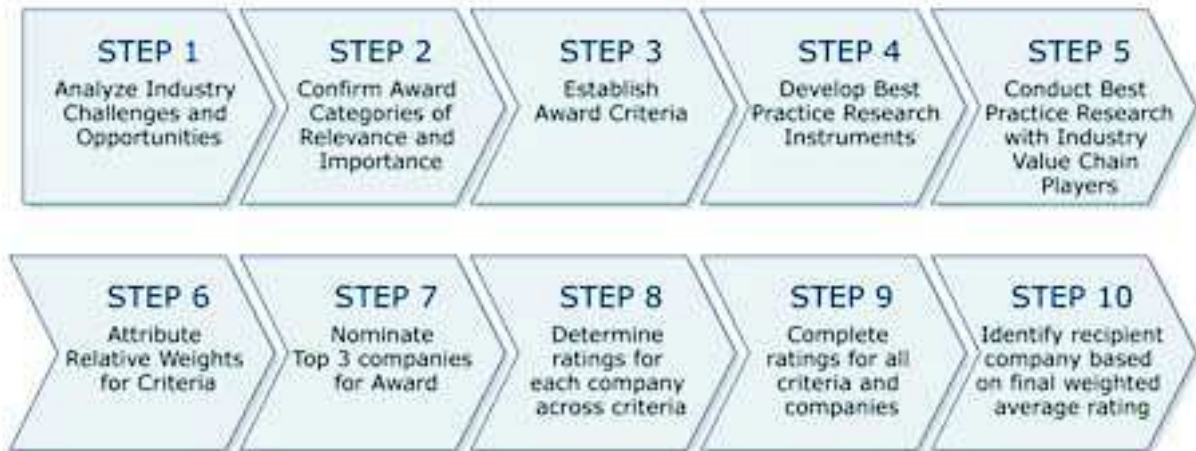 STEP 1
Analyze Industry
Challenges and
Opportunities
STEP 2
Confirm Award
Categories of
Relevance and
Importance
STEP 3
Establish
Award Criteria
STEP 4
Develop Best
Practice Research
Instruments
STEP 5
Conduct Best
Practice Research
with Industry
Value Chain
Players
STEP 6
Attribute
Relative Weights
for Criteria
STEP 7
Nominate
Top 3 companies
for Award
STEP 8
Determine
ratings for
each company
across criteria
STEP 9
Complete
ratings for all
criteria and
companies
STEP 10
Identify recipient
company based
on final weighted
average rating